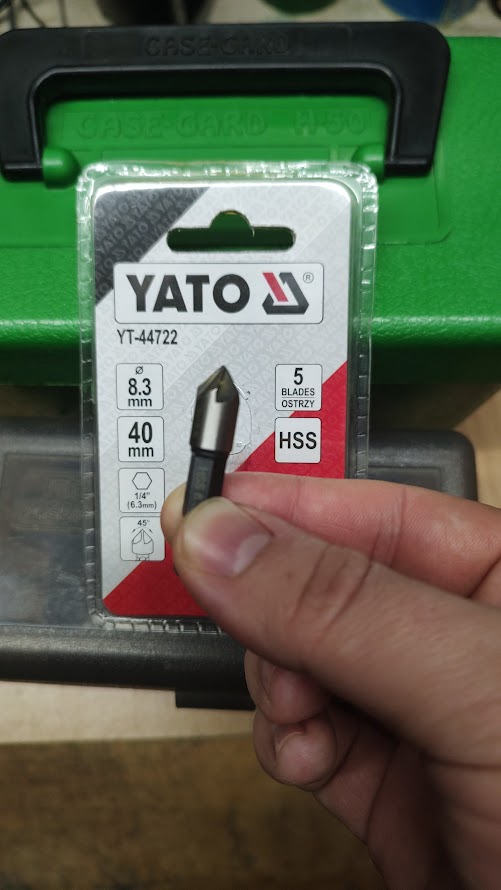 CASE-GARD
CASE-GARD H-50
YATO ®
YT-44722
Ø
8.3
mm
5
BLADES
OSTRZY
40
mm
HSS
1/4"
(6.3mm)
45°